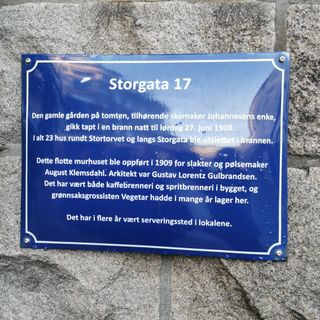 Storgata 17
Den gamle gården på tomten, tilhørende skomaker Johannesens enke,
gikk tapt i en brann natt til lørdag 27. juni 1908.
I alt 23 hus rundt Stortorvet og langs Storgata ble utslettet i brannen.
Dette flotte murhuset ble oppført i 1909 for slakter og pølsemaker
August Klemsdahl. Arkitekt var Gustav Lorentz Gulbrandsen.
Det har vært både kaffebrenneri og spritbrenneri i bygget, og
grønnsaksgrossisten Vegetar hadde i mange år lager her.
Det har i flere år vært serveringssted i lokalene.